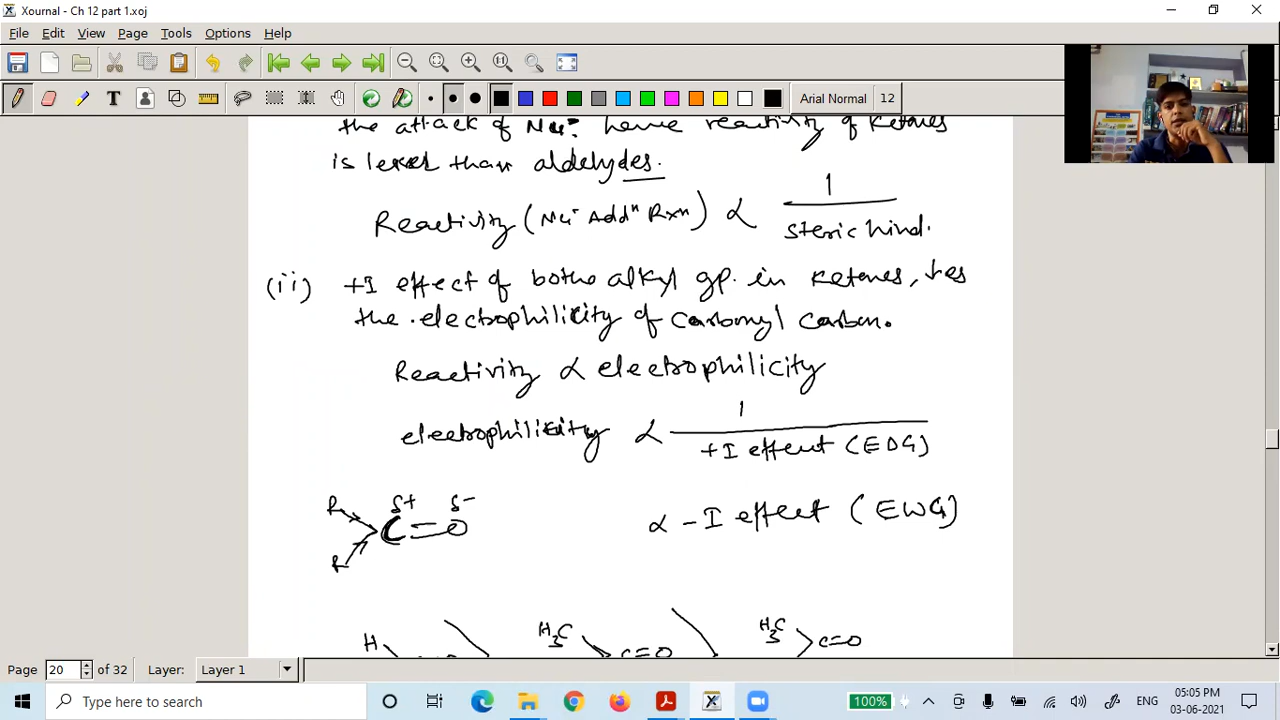 Xournal - Ch 12 part 1.xoj
File Edit View Page Tools Options Help
Arial Normal 12
the attack of Nu:⁻ hence reactivity of Ketones
is lesser than aldehydes.
Reactivity (Nu⁻ Addⁿ Rxⁿ) ∝ 1 / steric hind.
(ii) +I effect of both alkyl gp. in Ketones, ↓es
the electrophilicity of Carbonyl Carbon.
Reactivity ∝ electrophilicity
electrophilicity ∝ 1 / +I effect (EDG)
∝ -I effect (EWG)
R R C=O δ+ δ-
H H₃C H₃C
C=O C=O
Page 20 of 32 Layer: Layer 1
Type here to search
100%
ENG
05:05 PM
03-06-2021